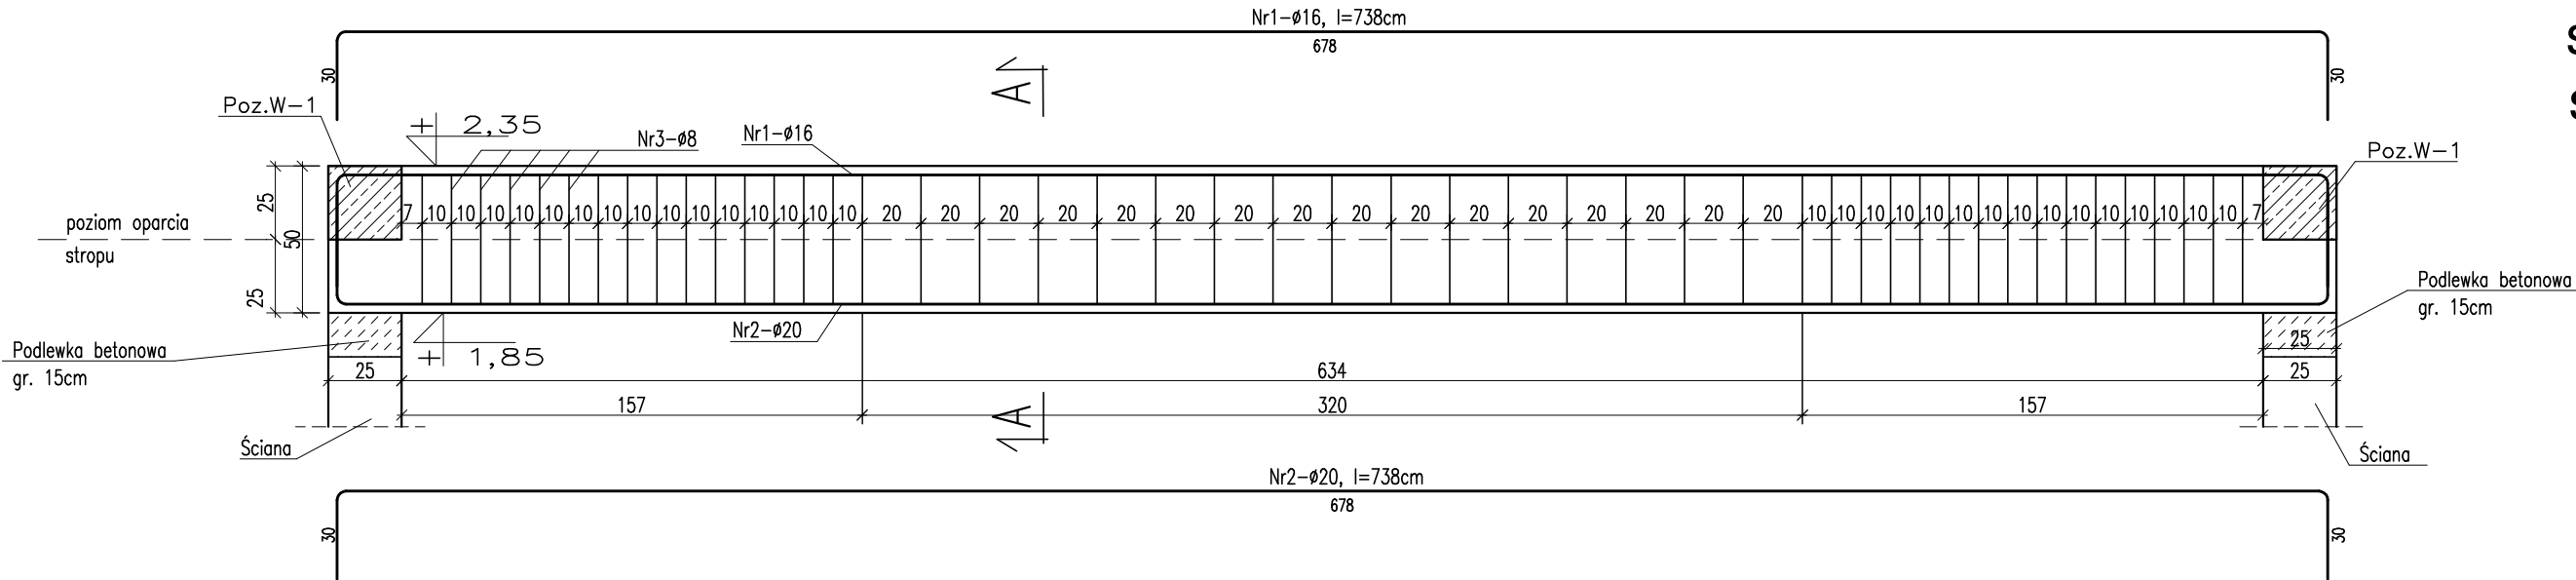 Nr1-ø16, l=738cm
678
30
30
S
S
A
Poz.W-1
+ 2,35
Nr3-ø8
Nr1-ø16
Poz.W-1
25
50
25
poziom oparcia
stropu
7 10 10 10 10 10 10 10 10 10 10 10 10 10 10 10 20 20 20 20 20 20 20 20 20 20 20 20 20 20 20 20 10 10 10 10 10 10 10 10 10 10 10 10 10 10 10 7
Podlewka betonowa
gr. 15cm
Nr2-ø20
Podlewka betonowa
gr. 15cm
+ 1,85
25
25
634
25
157
320
157
A
Ściana
Ściana
Nr2-ø20, l=738cm
678
30
30